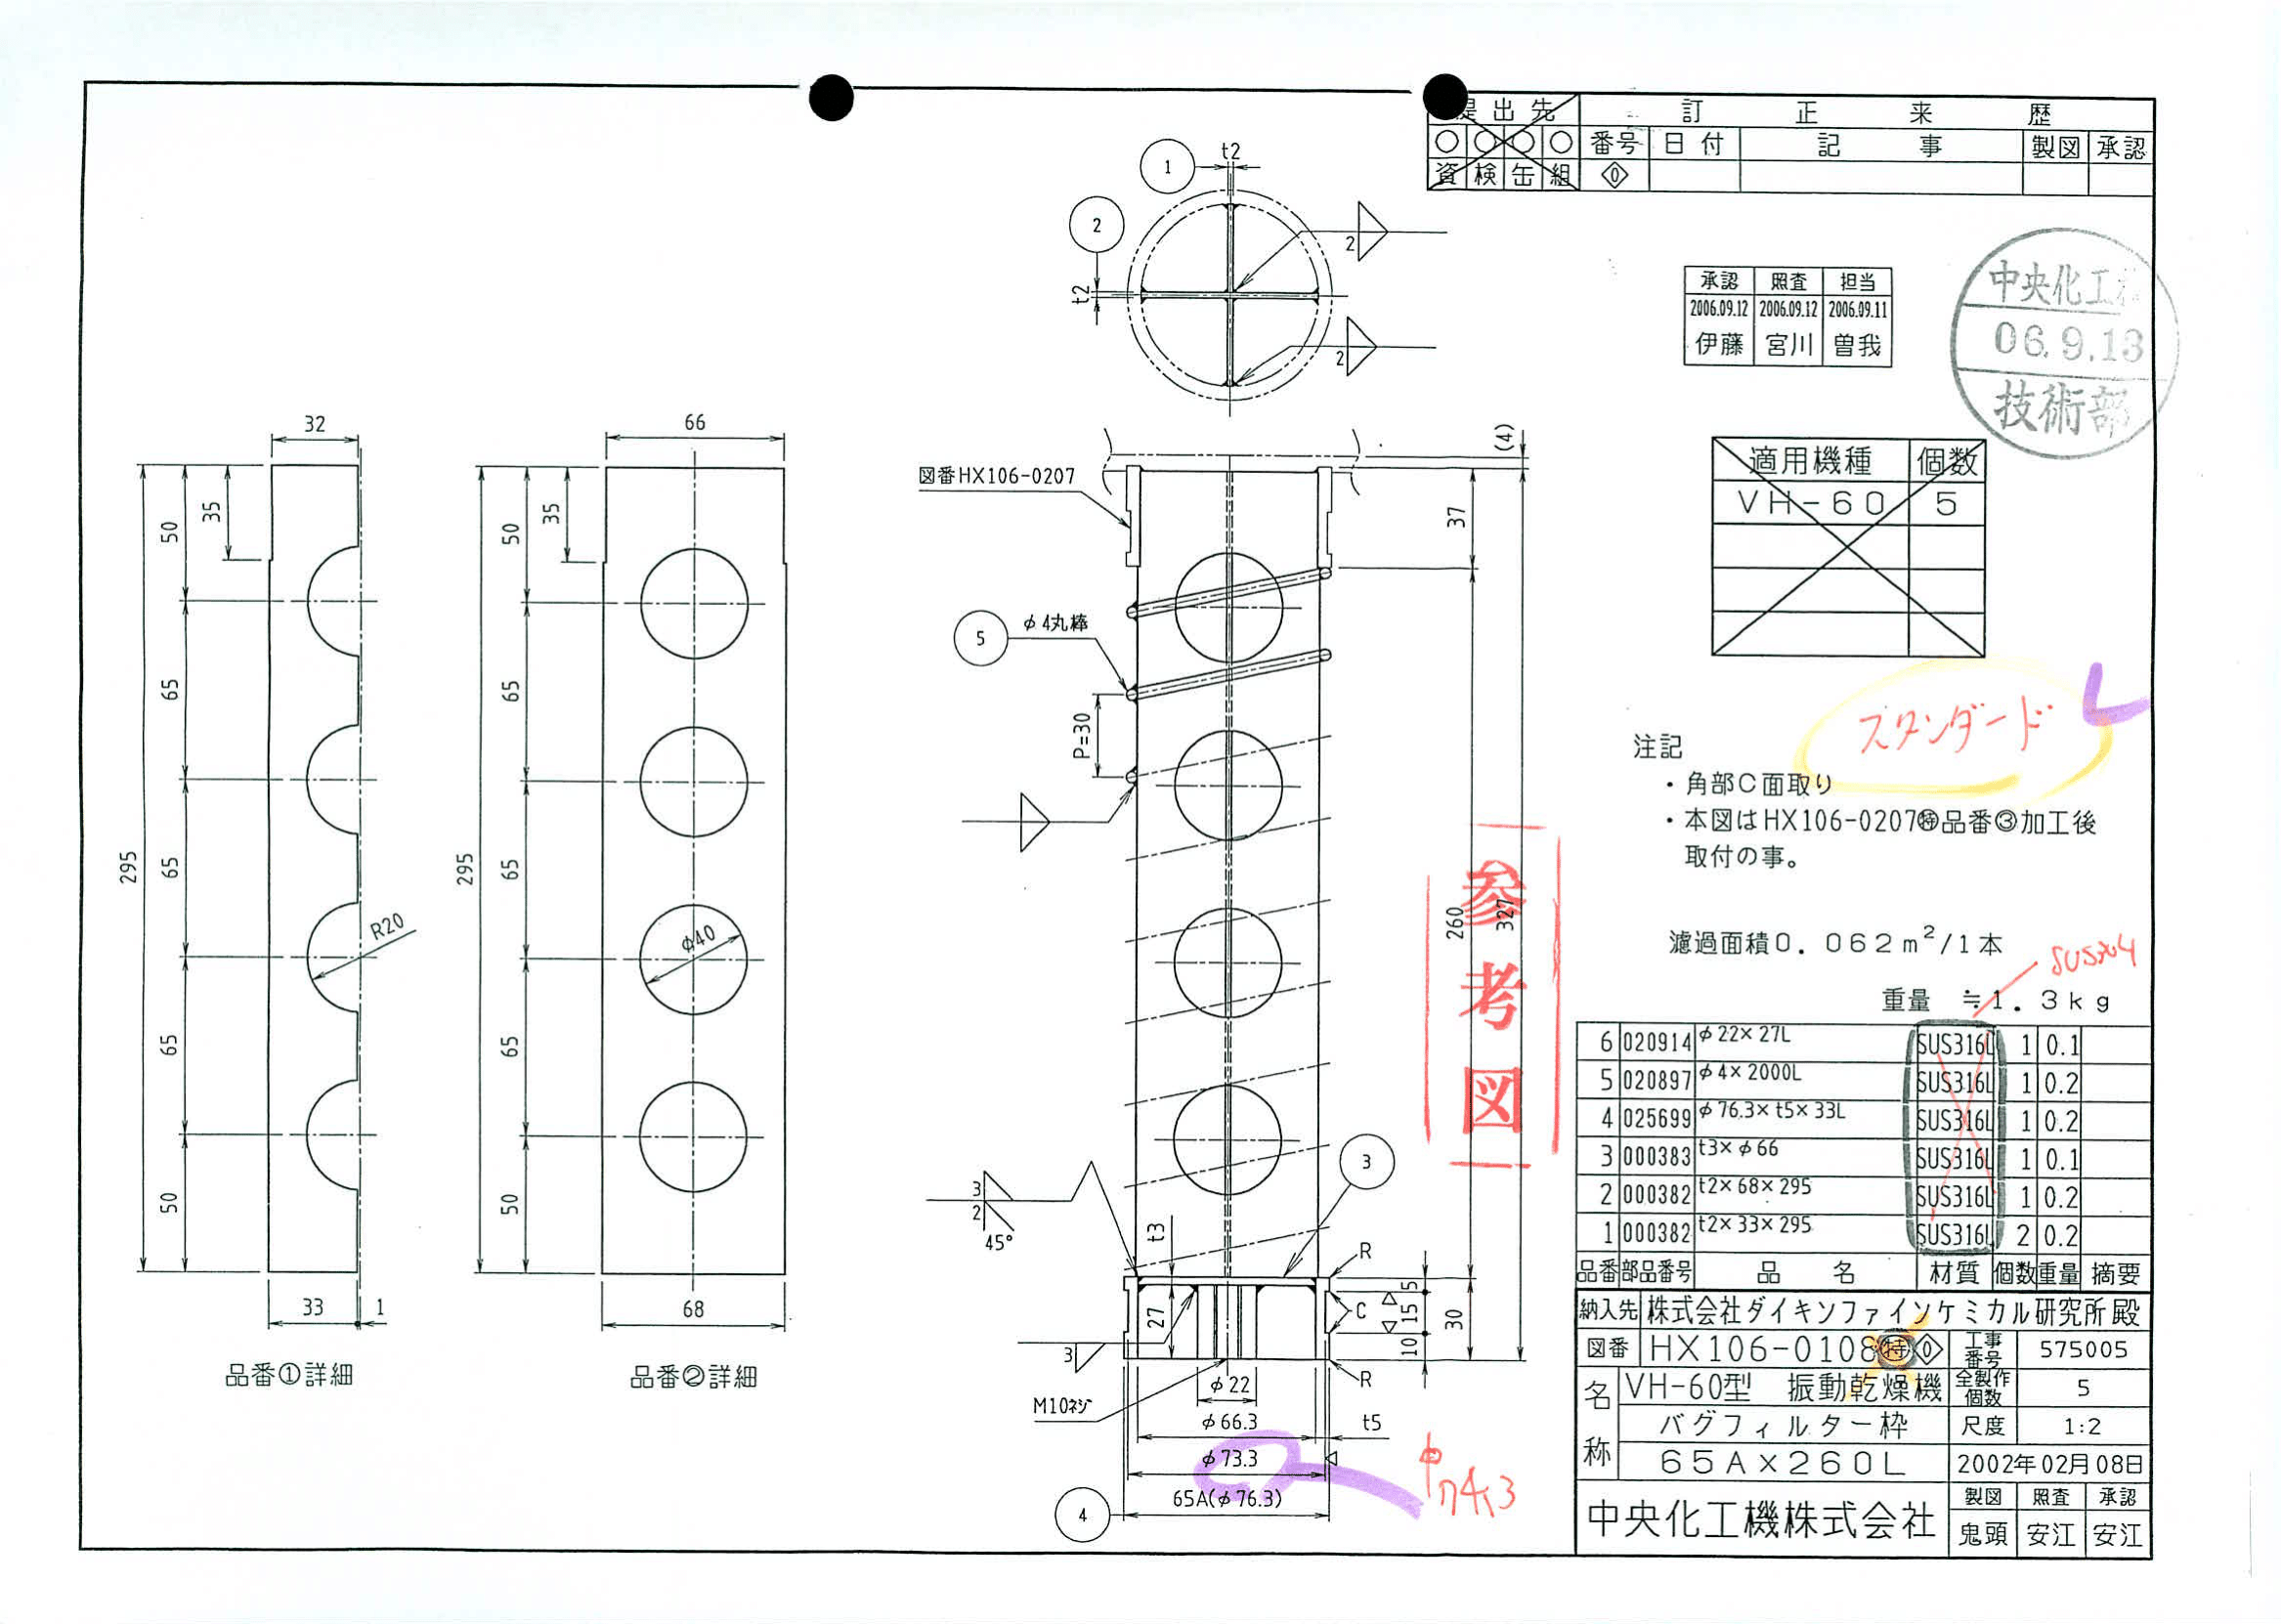 提出先
訂正来歴
番号 日付 記事 製図 承認
資 検 缶 組 0
承認 照査 担当
2006.09.12 2006.09.12 2006.09.11
伊藤 宮川 曽我
中央化工機
06.9.13
技術部
適用機種 個数
VH-60 5
スタンダード
注記
・角部C面取り
・本図はHX106-0207㊕品番③加工後
取付の事。
濾過面積0.062m²/1本
SUS304
重量 ≒1.3kg
1
t2
2
t2
2
2
32
50
35
65
65
65
50
295
R20
33
1
品番①詳細
66
50
35
65
65
65
50
295
φ40
68
品番②詳細
図番HX106-0207
(4)
37
5
φ4丸棒
P=30
260
327
参考図
3
3
2
45°
t3
27
3
R
C
5
15
10
30
R
M10ネジ
φ22
φ66.3
t5
φ73.3
65A(φ76.3)
4
φ74.3
6 020914 φ22×27L SUS316L 1 0.1
5 020897 φ4×2000L SUS316L 1 0.2
4 025699 φ76.3×t5×33L SUS316L 1 0.2
3 000383 t3×φ66 SUS316L 1 0.1
2 000382 t2×68×295 SUS316L 1 0.2
1 000382 t2×33×295 SUS316L 2 0.2
品番 部品番号 品名 材質 個数 重量 摘要
納入先 株式会社ダイキンファインケミカル研究所殿
図番 HX106-0108㊕0 工事番号 575005
名称 VH-60型 振動乾燥機 全製作個数 5
バグフィルター枠 尺度 1:2
65A×260L 2002年02月08日
中央化工機株式会社 製図 照査 承認
鬼頭 安江 安江